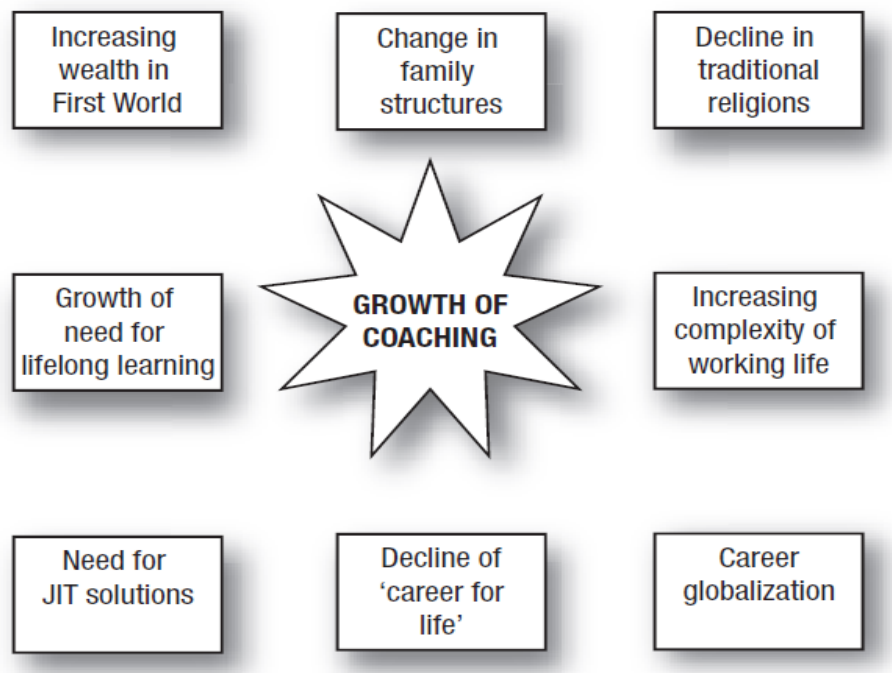 Increasing
wealth in
First World
Change in
family
structures
Decline in
traditional
religions
Growth of
need for
lifelong learning
GROWTH OF
COACHING
Increasing
complexity of
working life
Need for
JIT solutions
Decline of
‘career for
life’
Career
globalization